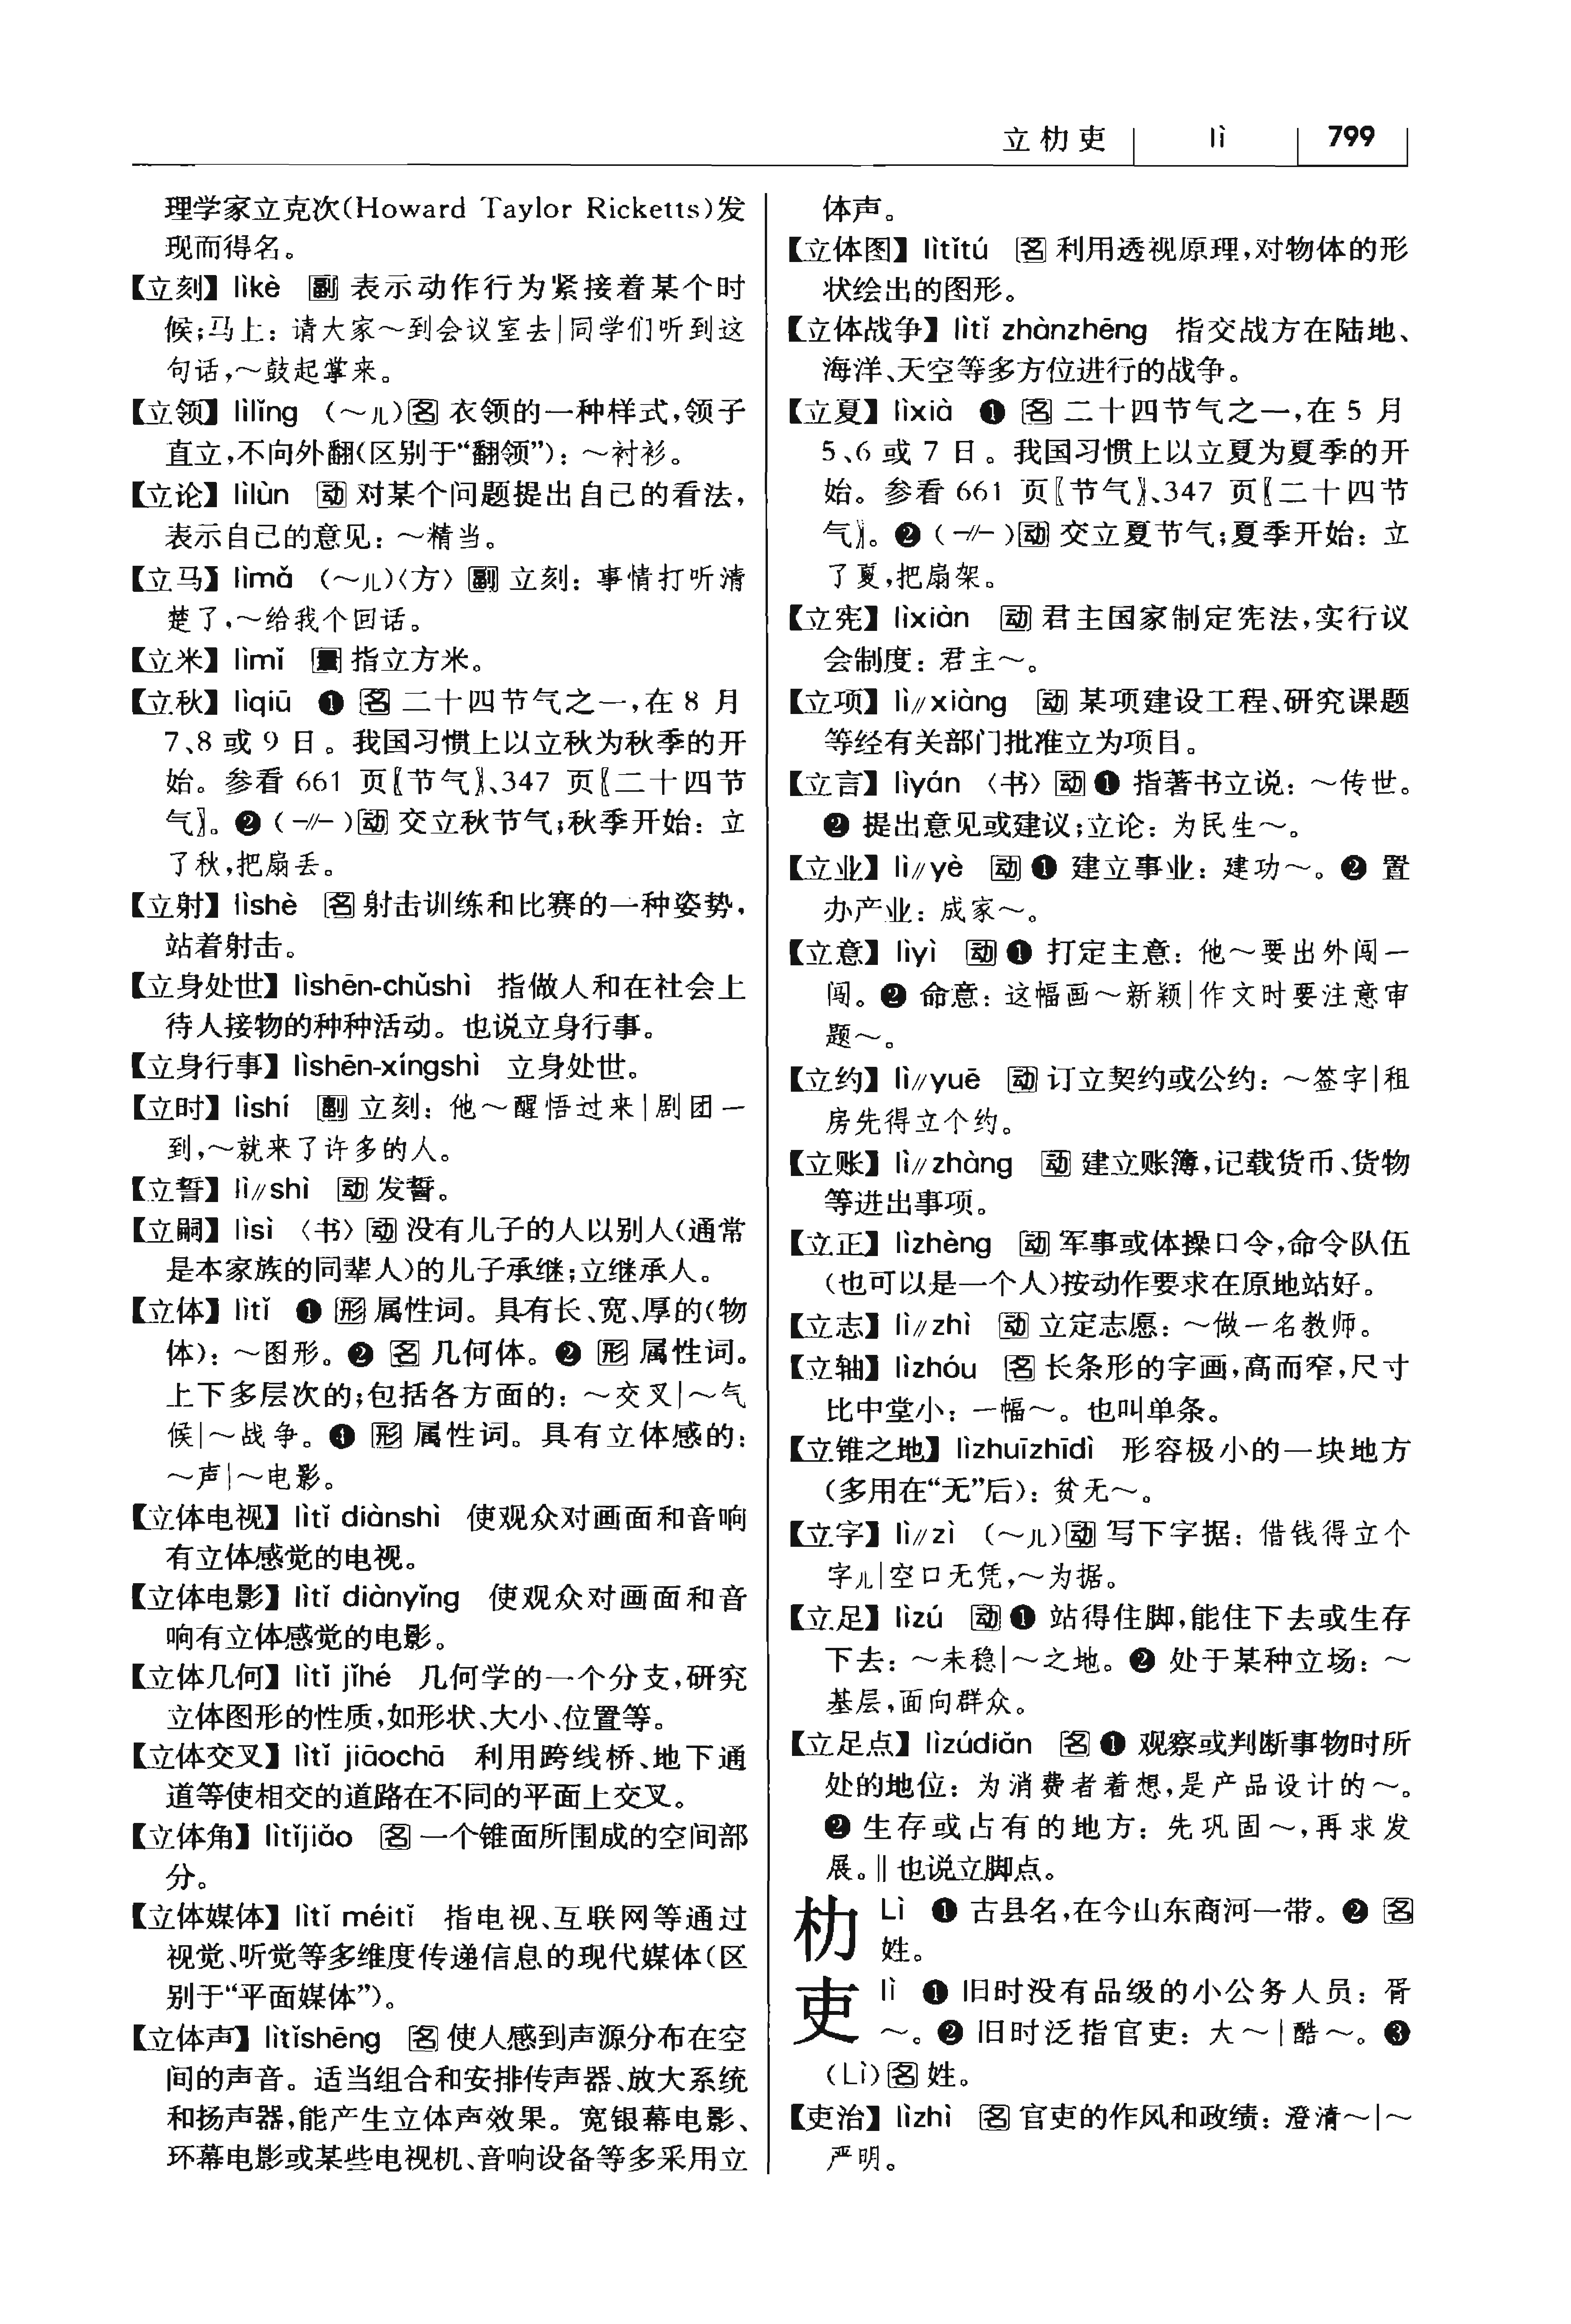 立朸吏 lì 799
理学家立克次(Howard Taylor Ricketts)发
现而得名。
【立刻】lìkè 副 表示动作行为紧接着某个时
候;马上:请大家～到会议室去|同学们听到这
句话,～鼓起掌来。
【立领】lìlǐng (～儿)名 衣领的一种样式,领子
直立,不向外翻(区别于“翻领”):～衬衫。
【立论】lìlùn 动 对某个问题提出自己的看法,
表示自己的意见:～精当。
【立马】lìmǎ (～儿)〈方〉副 立刻:事情打听清
楚了,～给我个回话。
【立米】lìmǐ 量 指立方米。
【立秋】lìqiū ❶ 名 二十四节气之一,在 8 月
7、8 或 9 日。我国习惯上以立秋为秋季的开
始。参看 661 页〖节气〗、347 页〖二十四节
气〗。❷ (-//-)动 交立秋节气;秋季开始:立
了秋,把扇丢。
【立射】lìshè 名 射击训练和比赛的一种姿势,
站着射击。
【立身处世】lìshēn-chǔshì 指做人和在社会上
待人接物的种种活动。也说立身行事。
【立身行事】lìshēn-xíngshì 立身处世。
【立时】lìshí 副 立刻:他～醒悟过来|剧团一
到,～就来了许多的人。
【立誓】lì//shì 动 发誓。
【立嗣】lìsì 〈书〉动 没有儿子的人以别人(通常
是本家族的同辈人)的儿子承继;立继承人。
【立体】lìtǐ ❶ 形 属性词。具有长、宽、厚的(物
体):～图形。❷ 名 几何体。❷ 形 属性词。
上下多层次的;包括各方面的:～交叉|～气
候|～战争。❹ 形 属性词。具有立体感的:
～声|～电影。
【立体电视】lìtǐ diànshì 使观众对画面和音响
有立体感觉的电视。
【立体电影】lìtǐ diànyǐng 使观众对画面和音
响有立体感觉的电影。
【立体几何】lìtǐ jǐhé 几何学的一个分支,研究
立体图形的性质,如形状、大小、位置等。
【立体交叉】lìtǐ jiāochā 利用跨线桥、地下通
道等使相交的道路在不同的平面上交叉。
【立体角】lìtǐjiǎo 名 一个锥面所围成的空间部
分。
【立体媒体】lìtǐ méitǐ 指电视、互联网等通过
视觉、听觉等多维度传递信息的现代媒体(区
别于“平面媒体”)。
【立体声】lìtǐshēng 名 使人感到声源分布在空
间的声音。适当组合和安排传声器、放大系统
和扬声器,能产生立体声效果。宽银幕电影、
环幕电影或某些电视机、音响设备等多采用立
体声。
【立体图】lìtǐtú 名 利用透视原理,对物体的形
状绘出的图形。
【立体战争】lìtǐ zhànzhēng 指交战方在陆地、
海洋、天空等多方位进行的战争。
【立夏】lìxià ❶ 名 二十四节气之一,在 5 月
5、6 或 7 日。我国习惯上以立夏为夏季的开
始。参看 661 页〖节气〗、347 页〖二十四节
气〗。❷ (-//-)动 交立夏节气;夏季开始:立
了夏,把扇架。
【立宪】lìxiàn 动 君主国家制定宪法,实行议
会制度:君主～。
【立项】lì//xiàng 动 某项建设工程、研究课题
等经有关部门批准立为项目。
【立言】lìyán 〈书〉动 ❶ 指著书立说:～传世。
❷ 提出意见或建议;立论:为民生～。
【立业】lì//yè 动 ❶ 建立事业:建功～。❷ 置
办产业:成家～。
【立意】lìyì 动 ❶ 打定主意:他～要出外闯一
闯。❷ 命意:这幅画～新颖|作文时要注意审
题～。
【立约】lì//yuē 动 订立契约或公约:～签字|租
房先得立个约。
【立账】lì//zhàng 动 建立账簿,记载货币、货物
等进出事项。
【立正】lìzhèng 动 军事或体操口令,命令队伍
(也可以是一个人)按动作要求在原地站好。
【立志】lì//zhì 动 立定志愿:～做一名教师。
【立轴】lìzhóu 名 长条形的字画,高而窄,尺寸
比中堂小:一幅～。也叫单条。
【立锥之地】lìzhuīzhīdì 形容极小的一块地方
(多用在“无”后):贫无～。
【立字】lì//zì (～儿)动 写下字据:借钱得立个
字儿|空口无凭,～为据。
【立足】lìzú 动 ❶ 站得住脚,能住下去或生存
下去:～未稳|～之地。❷ 处于某种立场:～
基层,面向群众。
【立足点】lìzúdiǎn 名 ❶ 观察或判断事物时所
处的地位:为消费者着想,是产品设计的～。
❷ 生存或占有的地方:先巩固～,再求发
展。‖也说立脚点。
朸 Lì ❶ 古县名,在今山东商河一带。❷ 名
姓。
吏 lì ❶ 旧时没有品级的小公务人员:胥
～。❷ 旧时泛指官吏:大～|酷～。❸
(Lì)名 姓。
【吏治】lìzhì 名 官吏的作风和政绩:澄清～|～
严明。